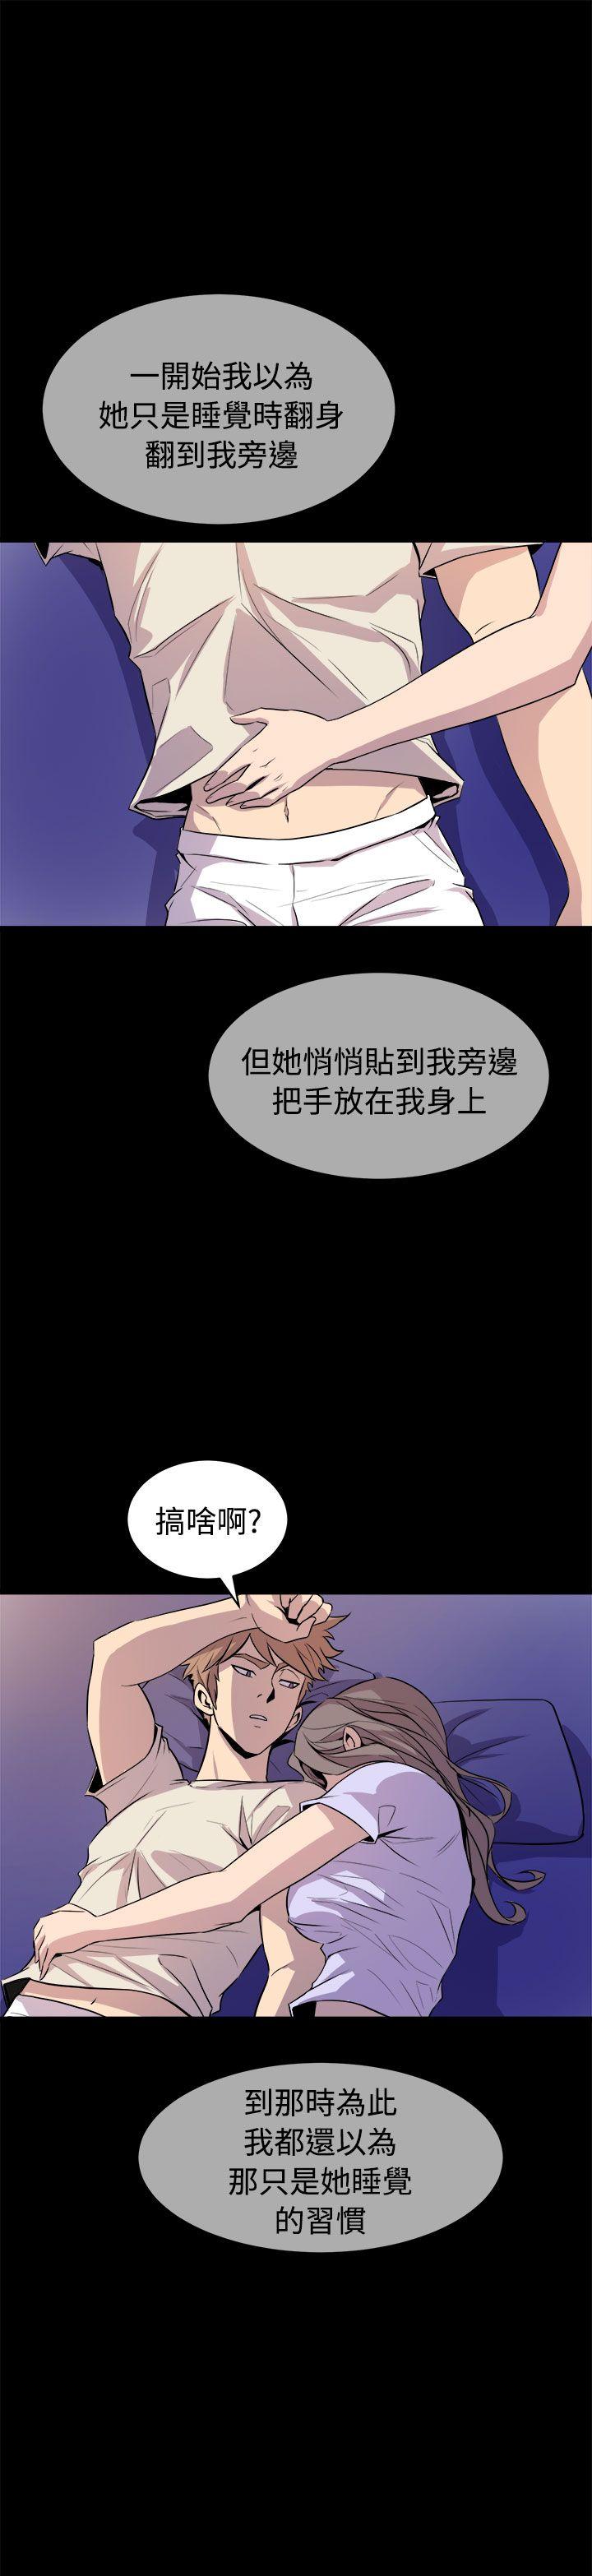 一開始我以為
她只是睡覺時翻身
翻到我旁邊
但她悄悄貼到我旁邊
把手放在我身上
搞啥啊?
到那時為此
我都還以為
那只是她睡覺
的習慣